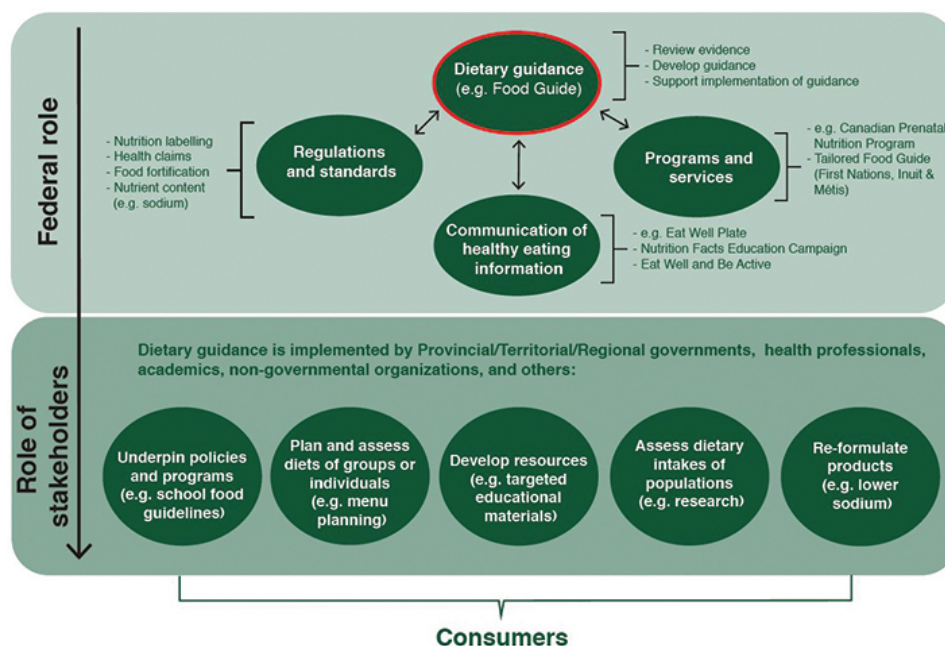 Federal role
Dietary guidance
(e.g. Food Guide)
- Review evidence
- Develop guidance
- Support implementation of guidance
- Nutrition labelling
- Health claims
- Food fortification
- Nutrient content
(e.g. sodium)
Regulations
and standards
Programs and
services
- e.g. Canadian Prenatal
Nutrition Program
- Tailored Food Guide
(First Nations, Inuit &
Métis)
Communication of
healthy eating
information
- e.g. Eat Well Plate
- Nutrition Facts Education Campaign
- Eat Well and Be Active
Role of
stakeholders
Dietary guidance is implemented by Provincial/Territorial/Regional governments, health professionals,
academics, non-governmental organizations, and others:
Underpin policies
and programs
(e.g. school food
guidelines)
Plan and assess
diets of groups or
individuals
(e.g. menu
planning)
Develop resources
(e.g. targeted
educational
materials)
Assess dietary
intakes of
populations
(e.g. research)
Re-formulate
products
(e.g. lower
sodium)
Consumers